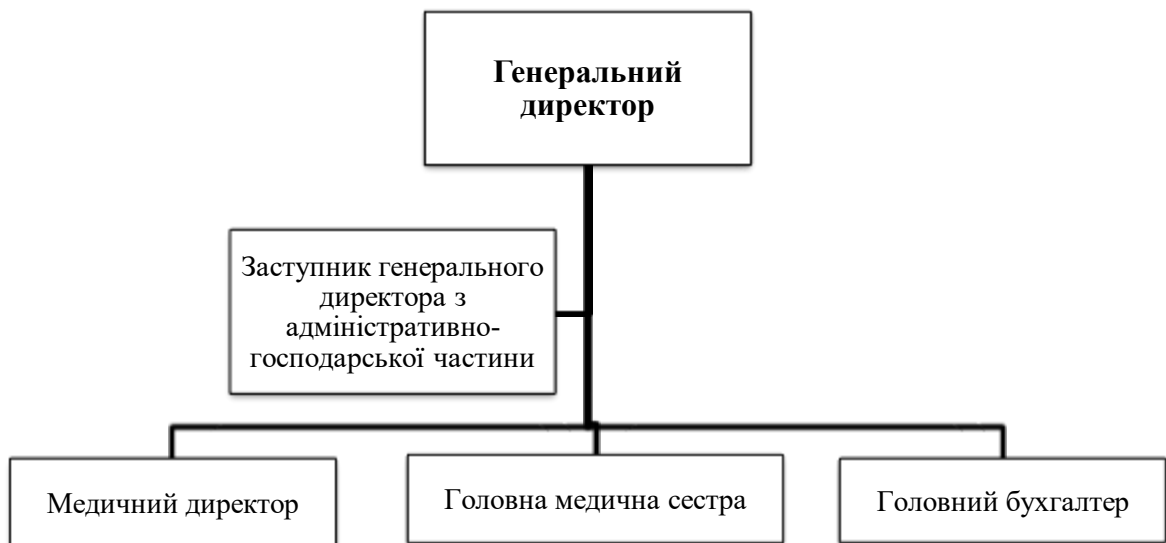 Генеральний
директор
Заступник генерального
директора з
адміністративно-
господарської частини
Медичний директор
Головна медична сестра
Головний бухгалтер